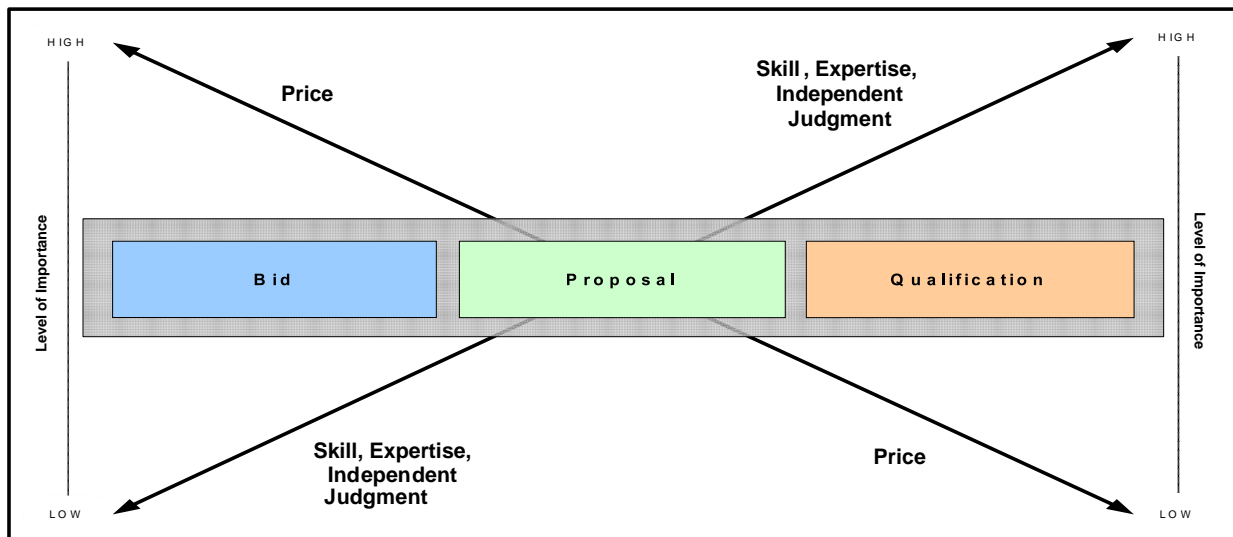 HIGH
HIGH
Price
Skill, Expertise,
Independent
Judgment
Level of Importance
Bid
Proposal
Qualification
Level of Importance
Skill, Expertise,
Independent
Judgment
Price
LOW
LOW